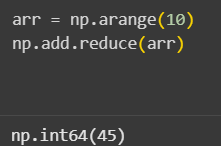 arr = np.arange(10)
np.add.reduce(arr)
np.int64(45)